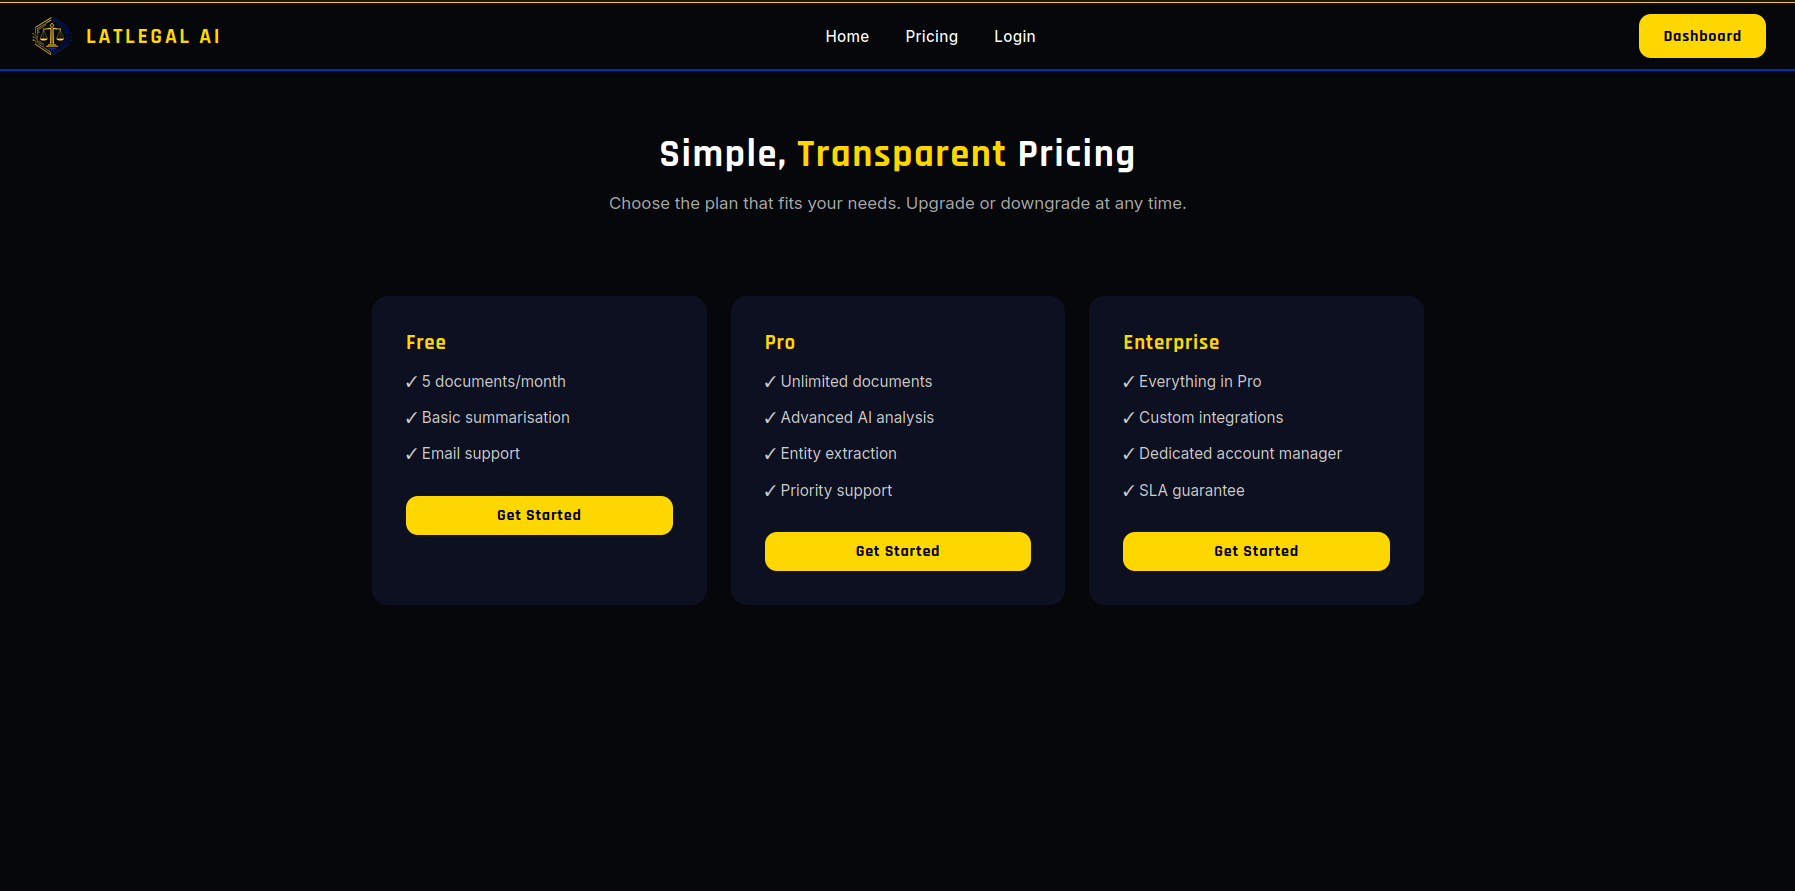 LATLEGAL AI
Home Pricing Login
Dashboard
Simple, Transparent Pricing
Choose the plan that fits your needs. Upgrade or downgrade at any time.
Free
✓ 5 documents/month
✓ Basic summarisation
✓ Email support
Get Started
Pro
✓ Unlimited documents
✓ Advanced AI analysis
✓ Entity extraction
✓ Priority support
Get Started
Enterprise
✓ Everything in Pro
✓ Custom integrations
✓ Dedicated account manager
✓ SLA guarantee
Get Started